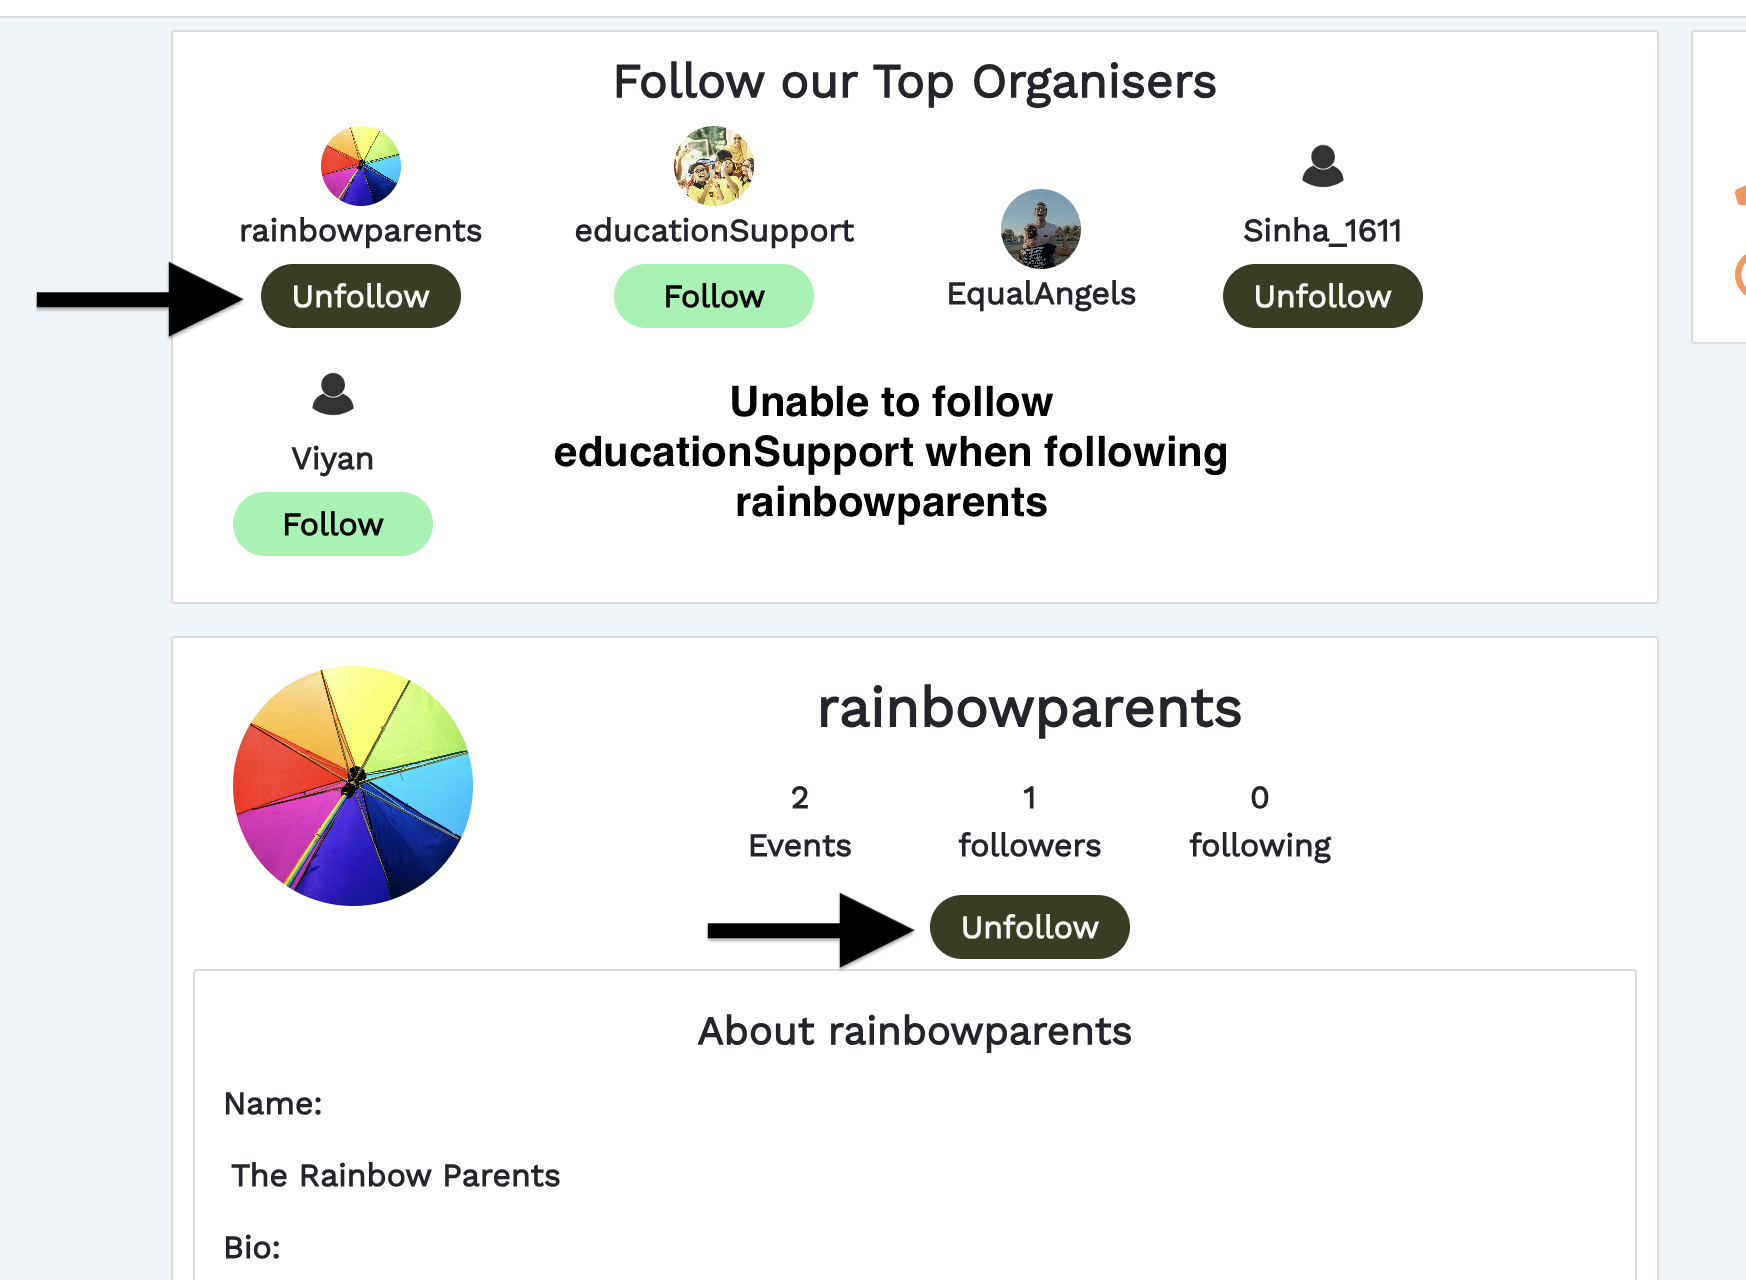 Follow our Top Organisers
rainbowparents
Unfollow
educationSupport
Follow
EqualAngels
Sinha_1611
Unfollow
Viyan
Follow
Unable to follow
educationSupport when following
rainbowparents
rainbowparents
2
Events
1
followers
0
following
Unfollow
About rainbowparents
Name:
The Rainbow Parents
Bio: